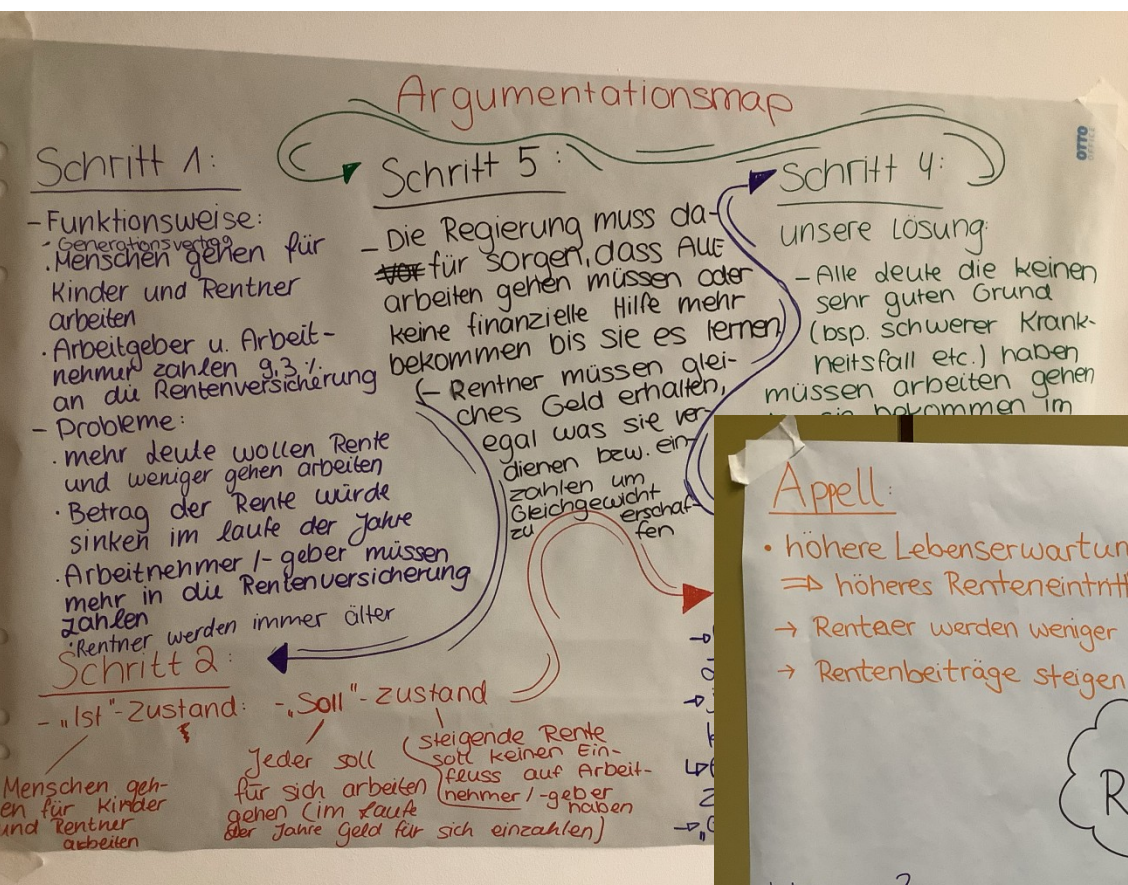 Argumentationsmap
OTTO
OFFICE
Schritt 1:
- Funktionsweise:
· Generationsvertrag
· Menschen gehen für
Kinder und Rentner
arbeiten
· Arbeitgeber u. Arbeit-
nehmer zahlen 9,3 %
an die Rentenversicherung
- Probleme:
· mehr Leute wollen Rente
und weniger gehen arbeiten
· Betrag der Rente würde
sinken im Laufe der Jahre
· Arbeitnehmer /-geber müssen
mehr in die Rentenversicherung
zahlen
· Rentner werden immer älter
Schritt 2:
- „Ist"-Zustand:
Menschen geh-
en für Kinder
und Rentner
arbeiten
- „Soll"-zustand
Jeder soll
für sich arbeiten
gehen (im Laufe
der Jahre Geld für sich einzahlen)
steigende Rente
soll keinen Ein-
fluss auf Arbeit-
nehmer /-geber
haben
Schritt 5:
- Die Regierung muss da-
für sorgen, dass ALLE
arbeiten gehen müssen oder
keine finanzielle Hilfe mehr
bekommen bis sie es lernen
- Rentner müssen glei-
ches Geld erhalten,
egal was sie ver-
dienen bzw. ein-
zahlen um
Gleichgewicht
zu erschaf-
fen
Schritt 4:
unsere Lösung:
- Alle Leute die keinen
sehr guten Grund
(bsp. schwerer Krank-
heitsfall etc.) haben
müssen arbeiten gehen
sie bekommen im
Appell:
• höhere Lebenserwartun
⇒ höheres Renteneintritt
→ Rentner werden weniger
→ Rentenbeiträge steigen
R